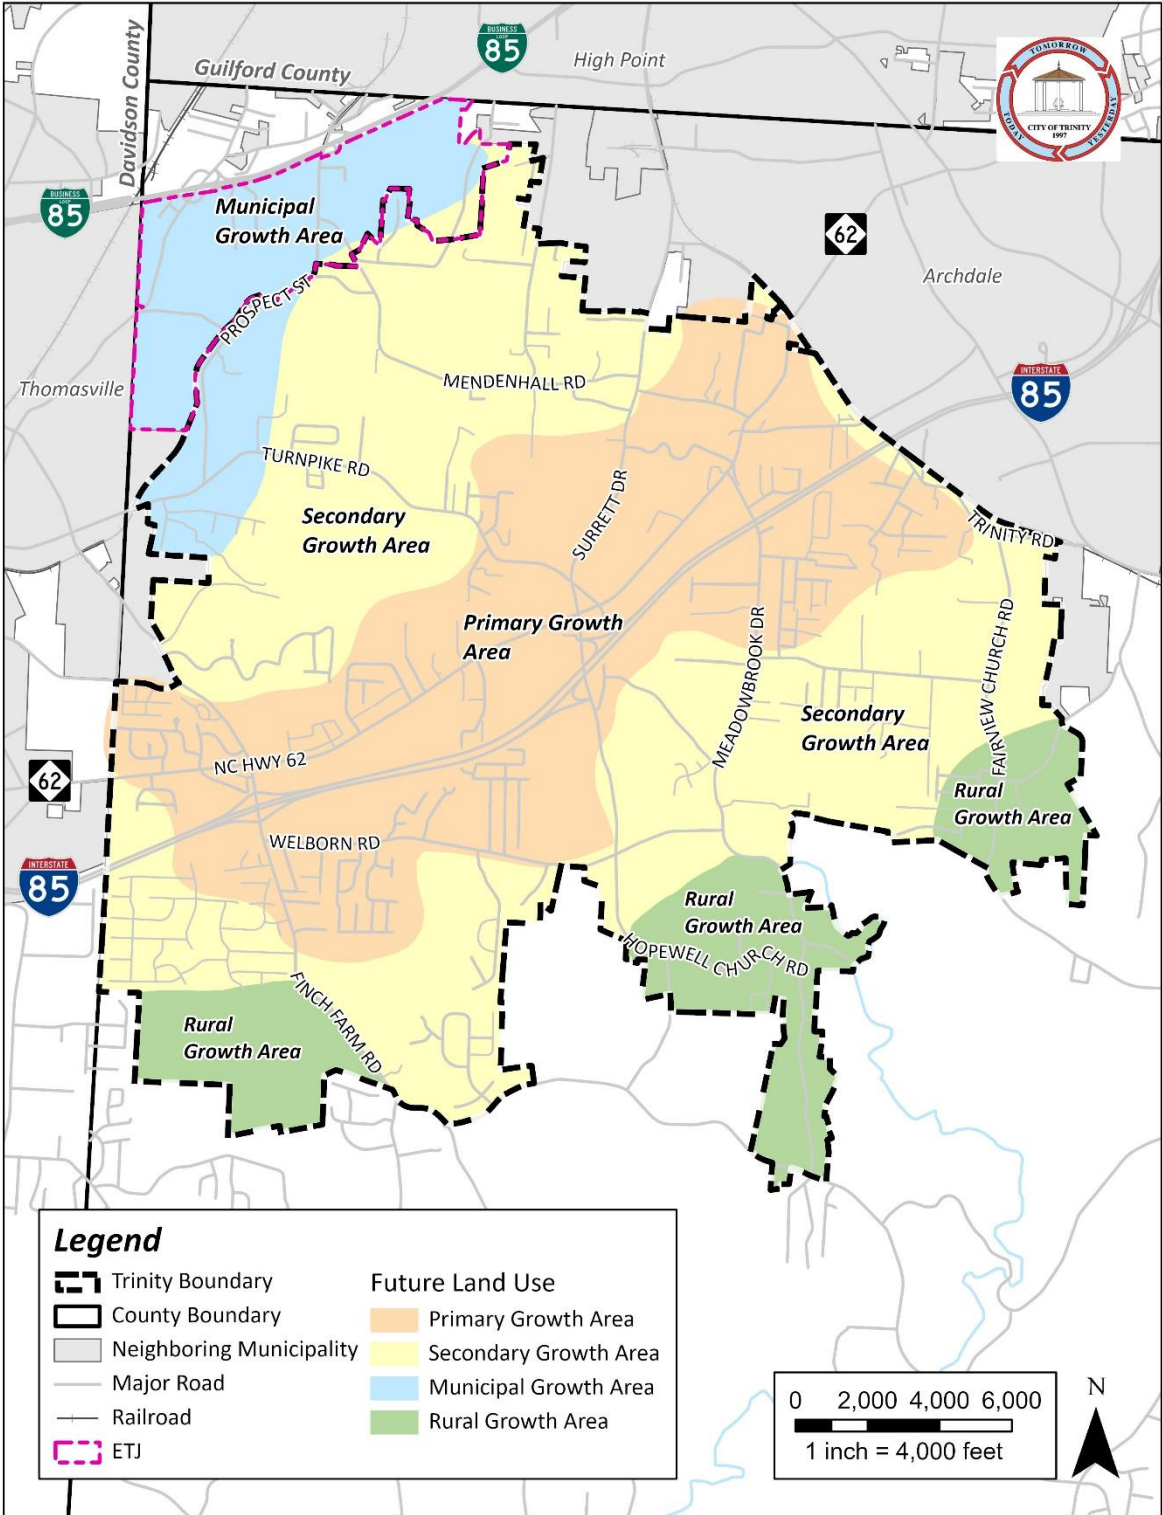 BUSINESS
LOOP
85
High Point
Guilford County
Davidson County
TOMORROW
TODAY
YESTERDAY
CITY OF TRINITY
1997
BUSINESS
LOOP
85
Municipal
Growth Area
62
Archdale
PROSPECT ST
Thomasville
MENDENHALL RD
INTERSTATE
85
TURNPIKE RD
SURRETT DR
Secondary
Growth Area
TRINITY RD
Primary Growth
Area
MEADOWBROOK DR
FAIRVIEW CHURCH RD
Secondary
Growth Area
NC HWY 62
62
Rural
Growth Area
WELBORN RD
INTERSTATE
85
Rural
Growth Area
HOPEWELL CHURCH RD
FINCH FARM RD
Rural
Growth Area
Legend
Trinity Boundary
County Boundary
Neighboring Municipality
Major Road
Railroad
ETJ
Future Land Use
Primary Growth Area
Secondary Growth Area
Municipal Growth Area
Rural Growth Area
0 2,000 4,000 6,000
1 inch = 4,000 feet
N